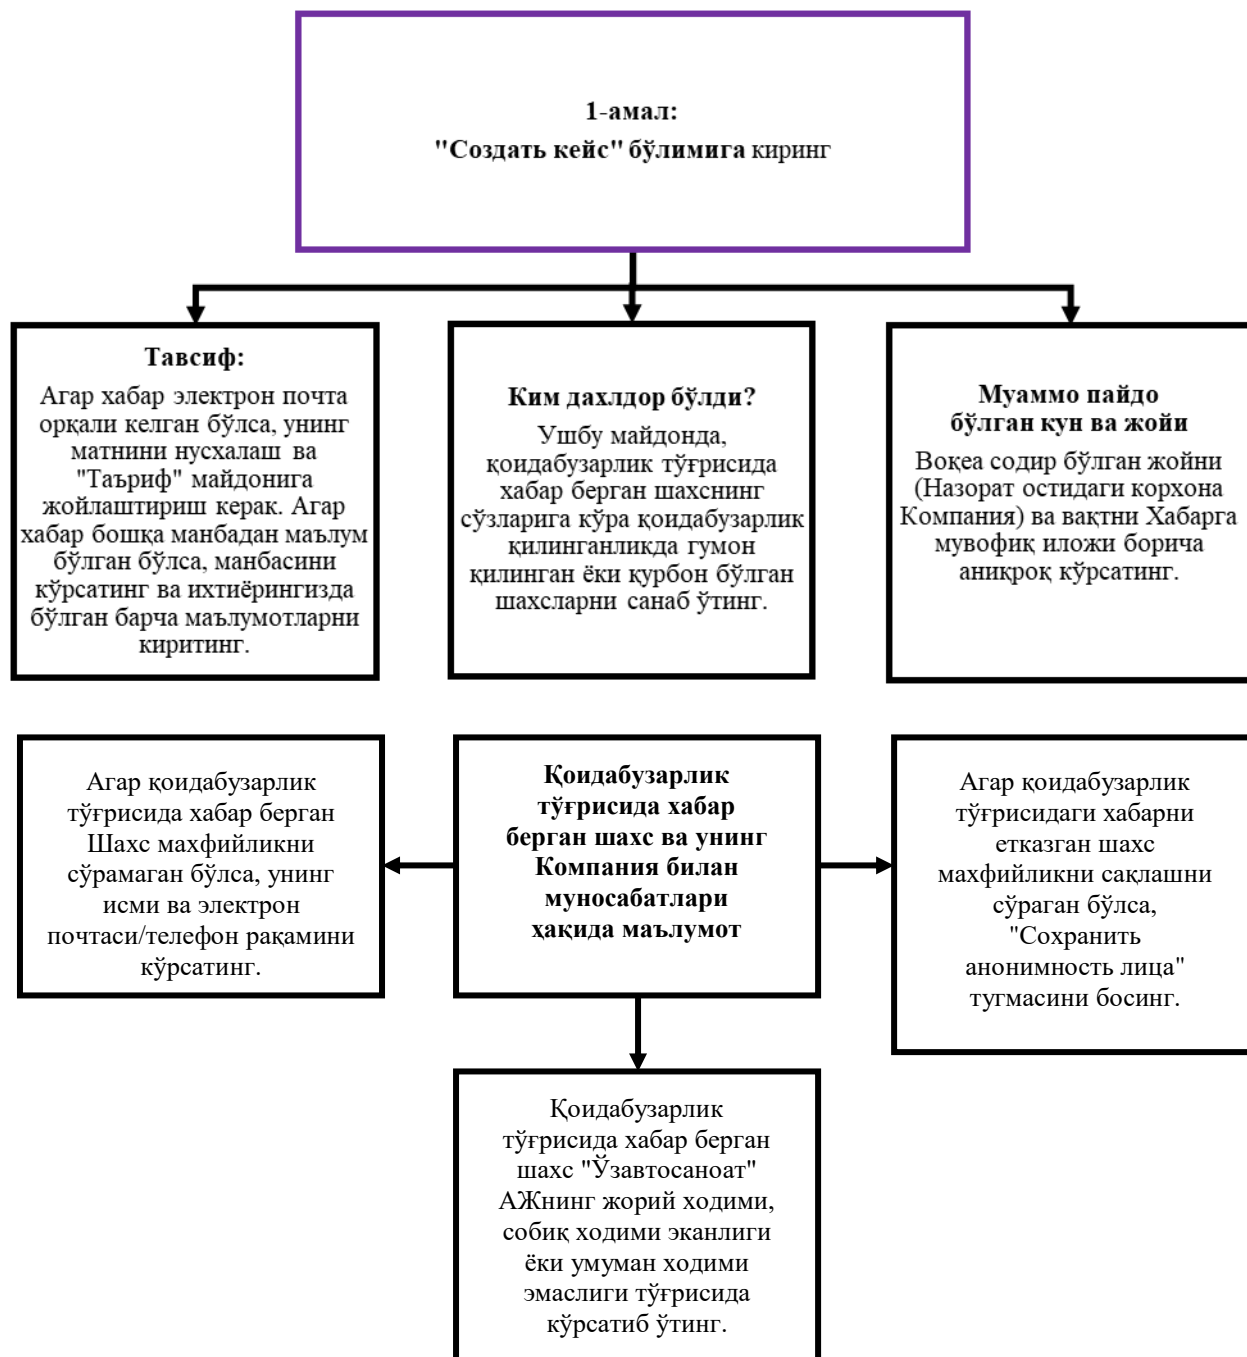 1-амал:
"Создать кейс" бўлимига киринг
Тавсиф:
Агар хабар электрон почта
орқали келган бўлса, унинг
матнини нусхалаш ва
"Таъриф" майдонига
жойлаштириш керак. Агар
хабар бошқа манбадан маълум
бўлган бўлса, манбасини
кўрсатинг ва ихтиёрингизда
бўлган барча маълумотларни
киритинг.
Ким дахлдор бўлди?
Ушбу майдонда,
қоидабузарлик тўғрисида
хабар берган шахснинг
сўзларига кўра қоидабузарлик
қилинганликда гумон
қилинган ёки қурбон бўлган
шахсларни санаб ўтинг.
Муаммо пайдо
бўлган кун ва жойи
Воқеа содир бўлган жойни
(Назорат остидаги корхона
Компания) ва вақтни Хабарга
мувофиқ иложи борича
аниқроқ кўрсатинг.
Агар қоидабузарлик
тўғрисида хабар берган
Шахс махфийликни
сўрамаган бўлса, унинг
исми ва электрон
почтаси/телефон рақамини
кўрсатинг.
Қоидабузарлик
тўғрисида хабар
берган шахс ва унинг
Компания билан
муносабатлари
ҳақида маълумот
Агар қоидабузарлик
тўғрисидаги хабарни
етказган шахс
махфийликни сақлашни
сўраган бўлса,
"Сохранить
анонимность лица"
тугмасини босинг.
Қоидабузарлик
тўғрисида хабар берган
шахс "Ўзавтосаноат"
АЖнинг жорий ходими,
собиқ ходими эканлиги
ёки умуман ходими
эмаслиги тўғрисида
кўрсатиб ўтинг.